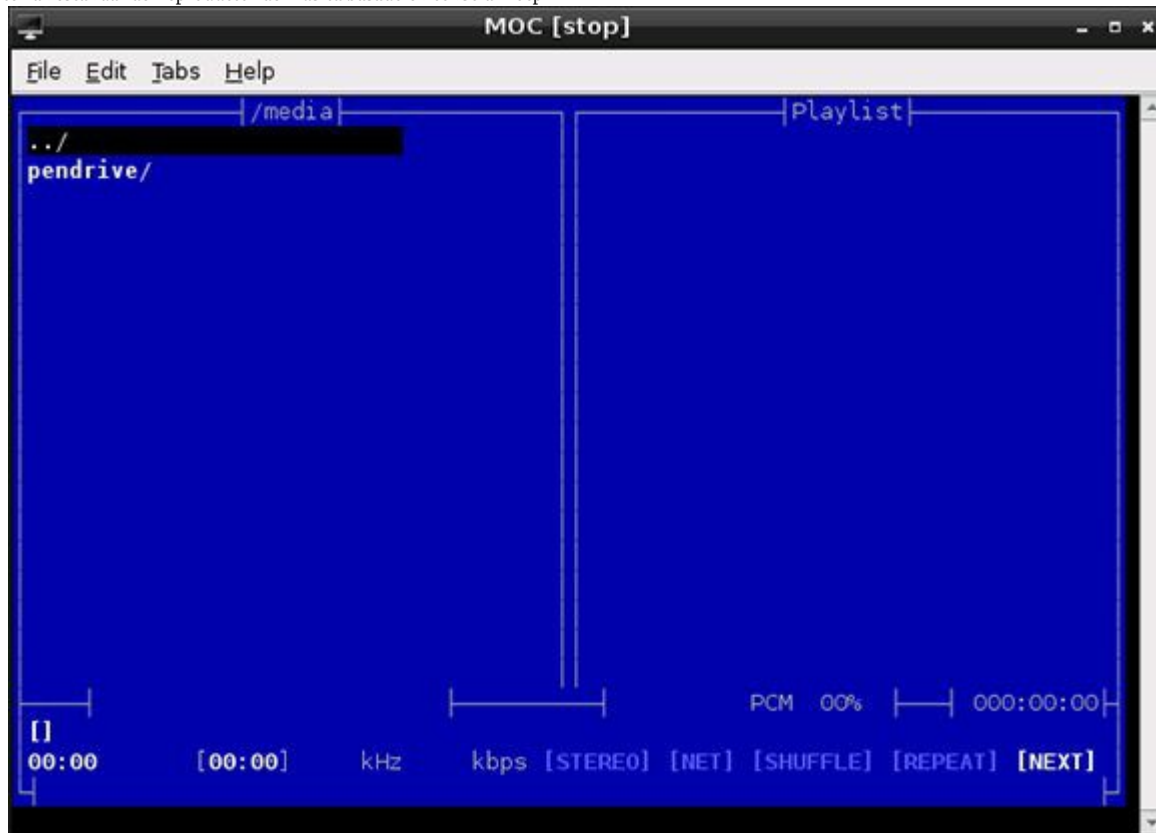 MOC [stop]
File Edit Tabs Help
/media
Playlist
../
pendrive/
PCM 00% 000:00:00
[]
00:00 [00:00] kHz kbps [STEREO] [NET] [SHUFFLE] [REPEAT] [NEXT]